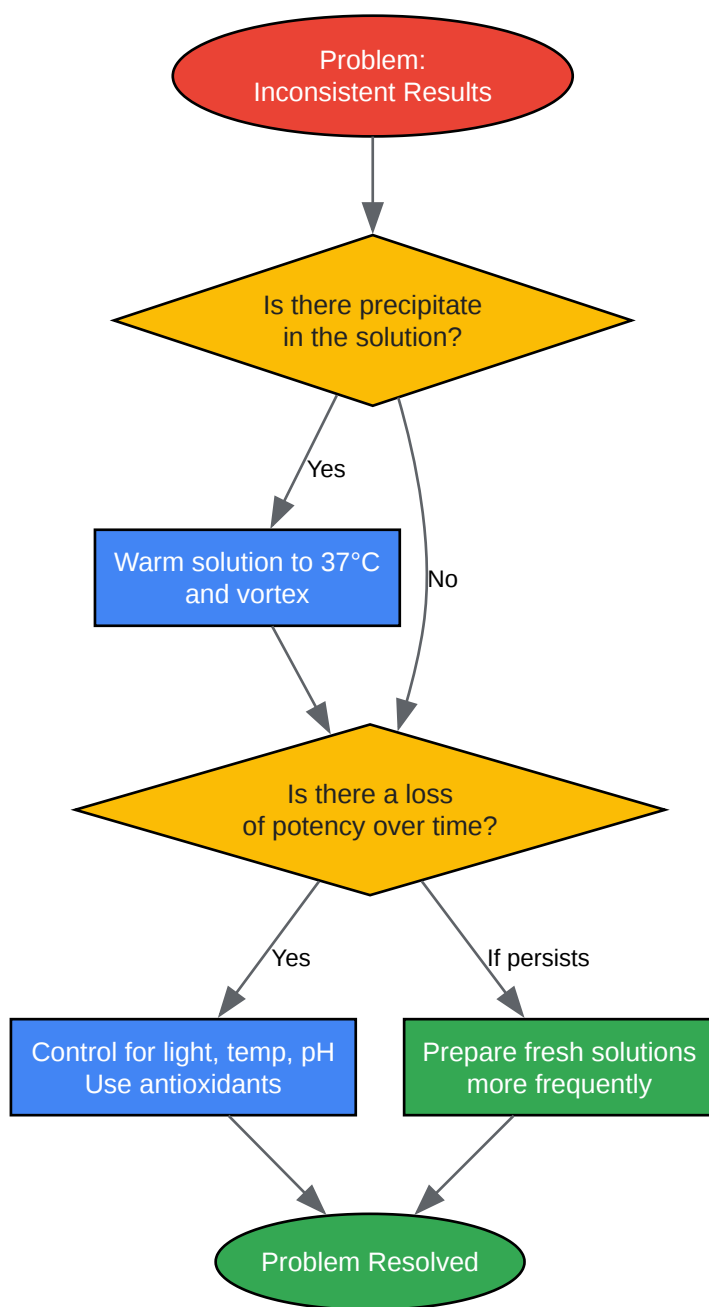 Problem:
Inconsistent Results
Is there precipitate
in the solution?
Yes
Warm solution to 37°C
and vortex
No
Is there a loss
of potency over time?
Yes
If persists
Control for light, temp, pH
Use antioxidants
Prepare fresh solutions
more frequently
Problem Resolved